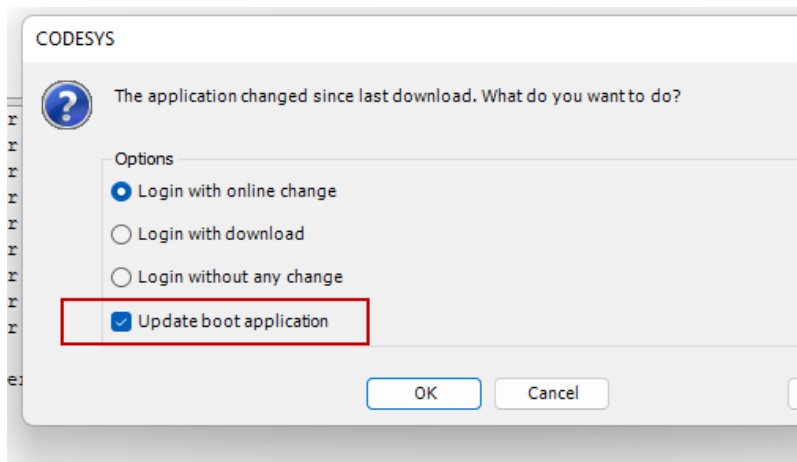 CODESYS
The application changed since last download. What do you want to do?
Options
Login with online change
Login with download
Login without any change
Update boot application
OK
Cancel